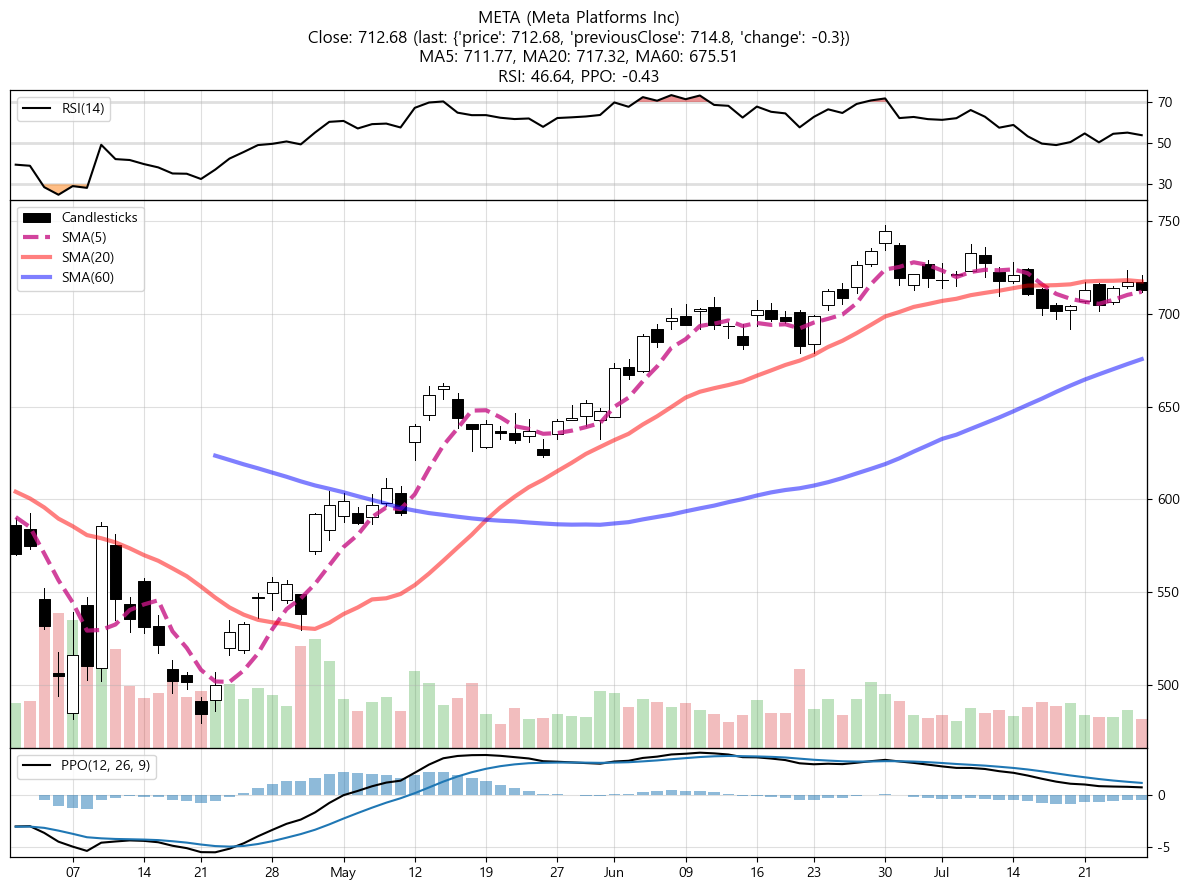 META (Meta Platforms Inc)
Close: 712.68 (last: {'price': 712.68, 'previousClose': 714.8, 'change': -0.3})
MA5: 711.77, MA20: 717.32, MA60: 675.51
RSI: 46.64, PPO: -0.43
RSI(14)
70
50
30
Candlesticks
SMA(5)
SMA(20)
SMA(60)
750
700
650
600
550
500
PPO(12, 26, 9)
0
-5
07 14 21 28 May 12 19 27 Jun 09 16 23 30 Jul 14 21